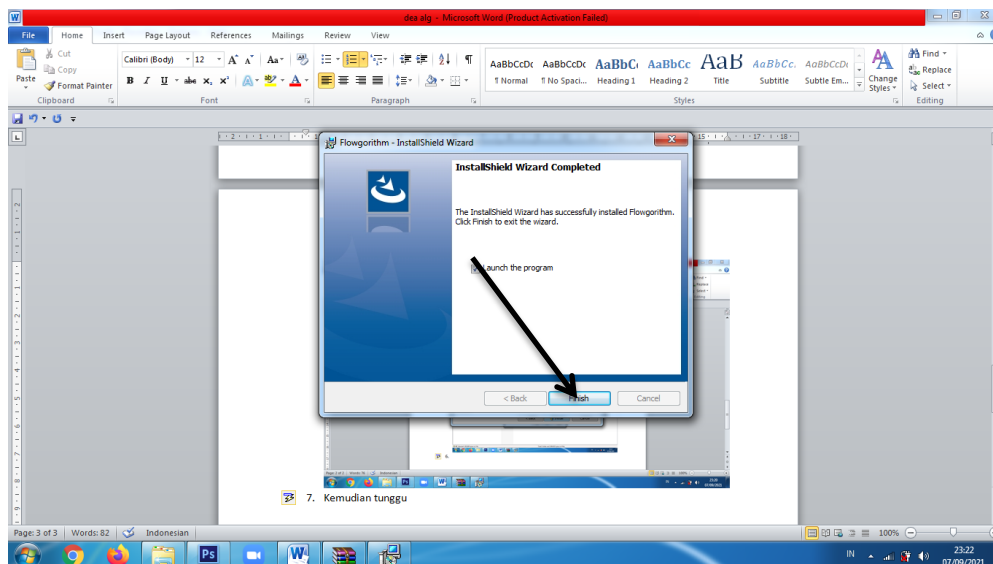 dea alg - Microsoft Word (Product Activation Failed)
File Home Insert Page Layout References Mailings Review View
Paste
Cut
Copy
Format Painter
Clipboard
Calibri (Body) 12
Font
Paragraph
AaBbCcDc AaBbCcDc AaBbC AaBbCc AaB AaBbCc. AaBbCcDc
¶ Normal ¶ No Spaci... Heading 1 Heading 2 Title Subtitle Subtle Em...
Change Styles
Styles
Find
Replace
Select
Editing
Flowgorithm - InstallShield Wizard
InstallShield Wizard Completed
The InstallShield Wizard has successfully installed Flowgorithm.
Click Finish to exit the wizard.
Launch the program
< Back Finish Cancel
7. Kemudian tunggu
Page: 3 of 3 Words: 82 Indonesian 100%
IN 23:22
07/09/2021